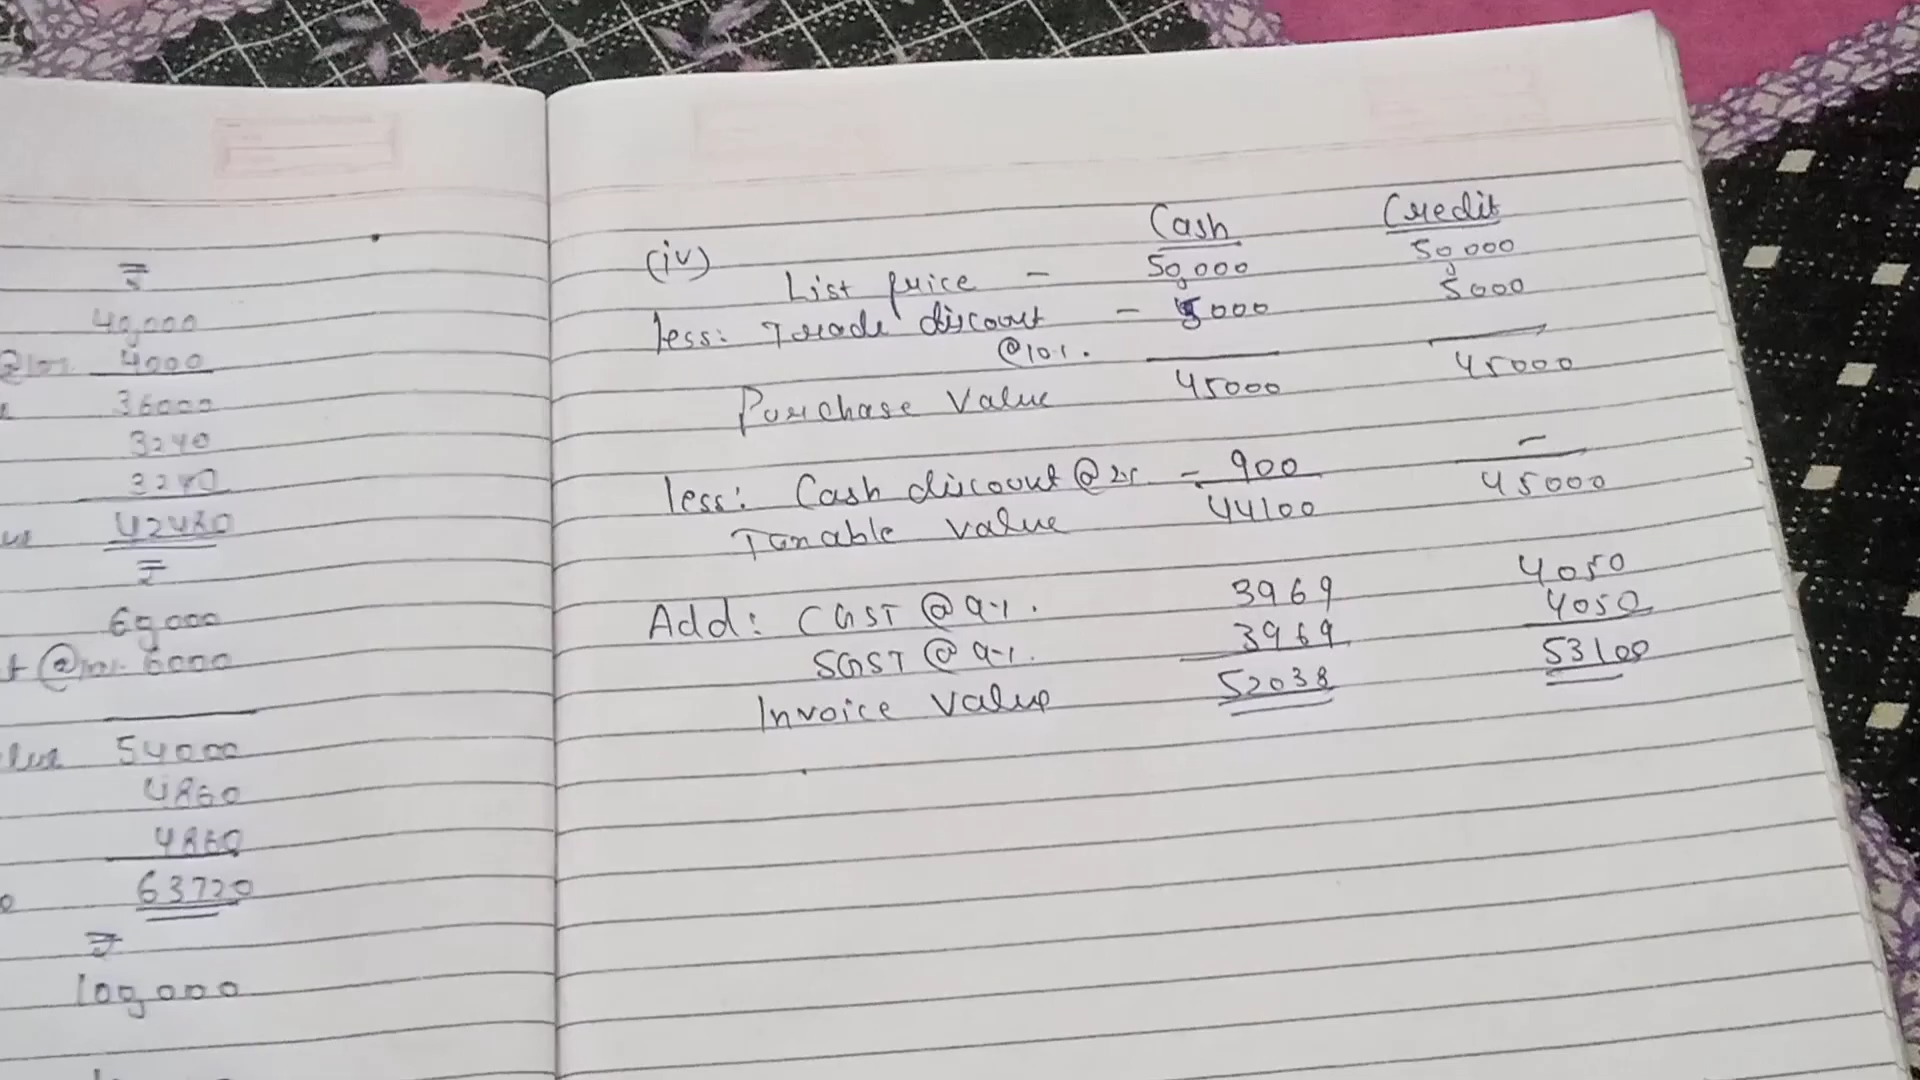 ₹
40,000
@10%. 4000
36000
3240
3240
42480
₹
60,000
t @10%. 6000
lue 54000
4860
4860
63720
₹
100,000
Cash Credit
(iv) List price - 50,000 50,000
less: Trade discount - 5000 5000
@10%.
Purchase Value 45000 45000
less: Cash discount @2% - 900 -
Taxable value 44100 45000
Add: CGST @9%. 3969 4050
SGST @9%. 3969 4050
Invoice Value 52038 53100